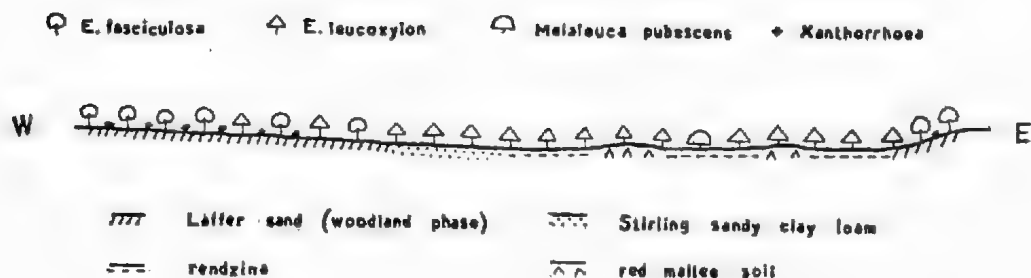 E. fasciculosa E. leucoxylon Melaleuca pubescens Xanthorrhoea
W E
Laffer sand (woodland phase) Stirling sandy clay loam
rendzina red mallee soil